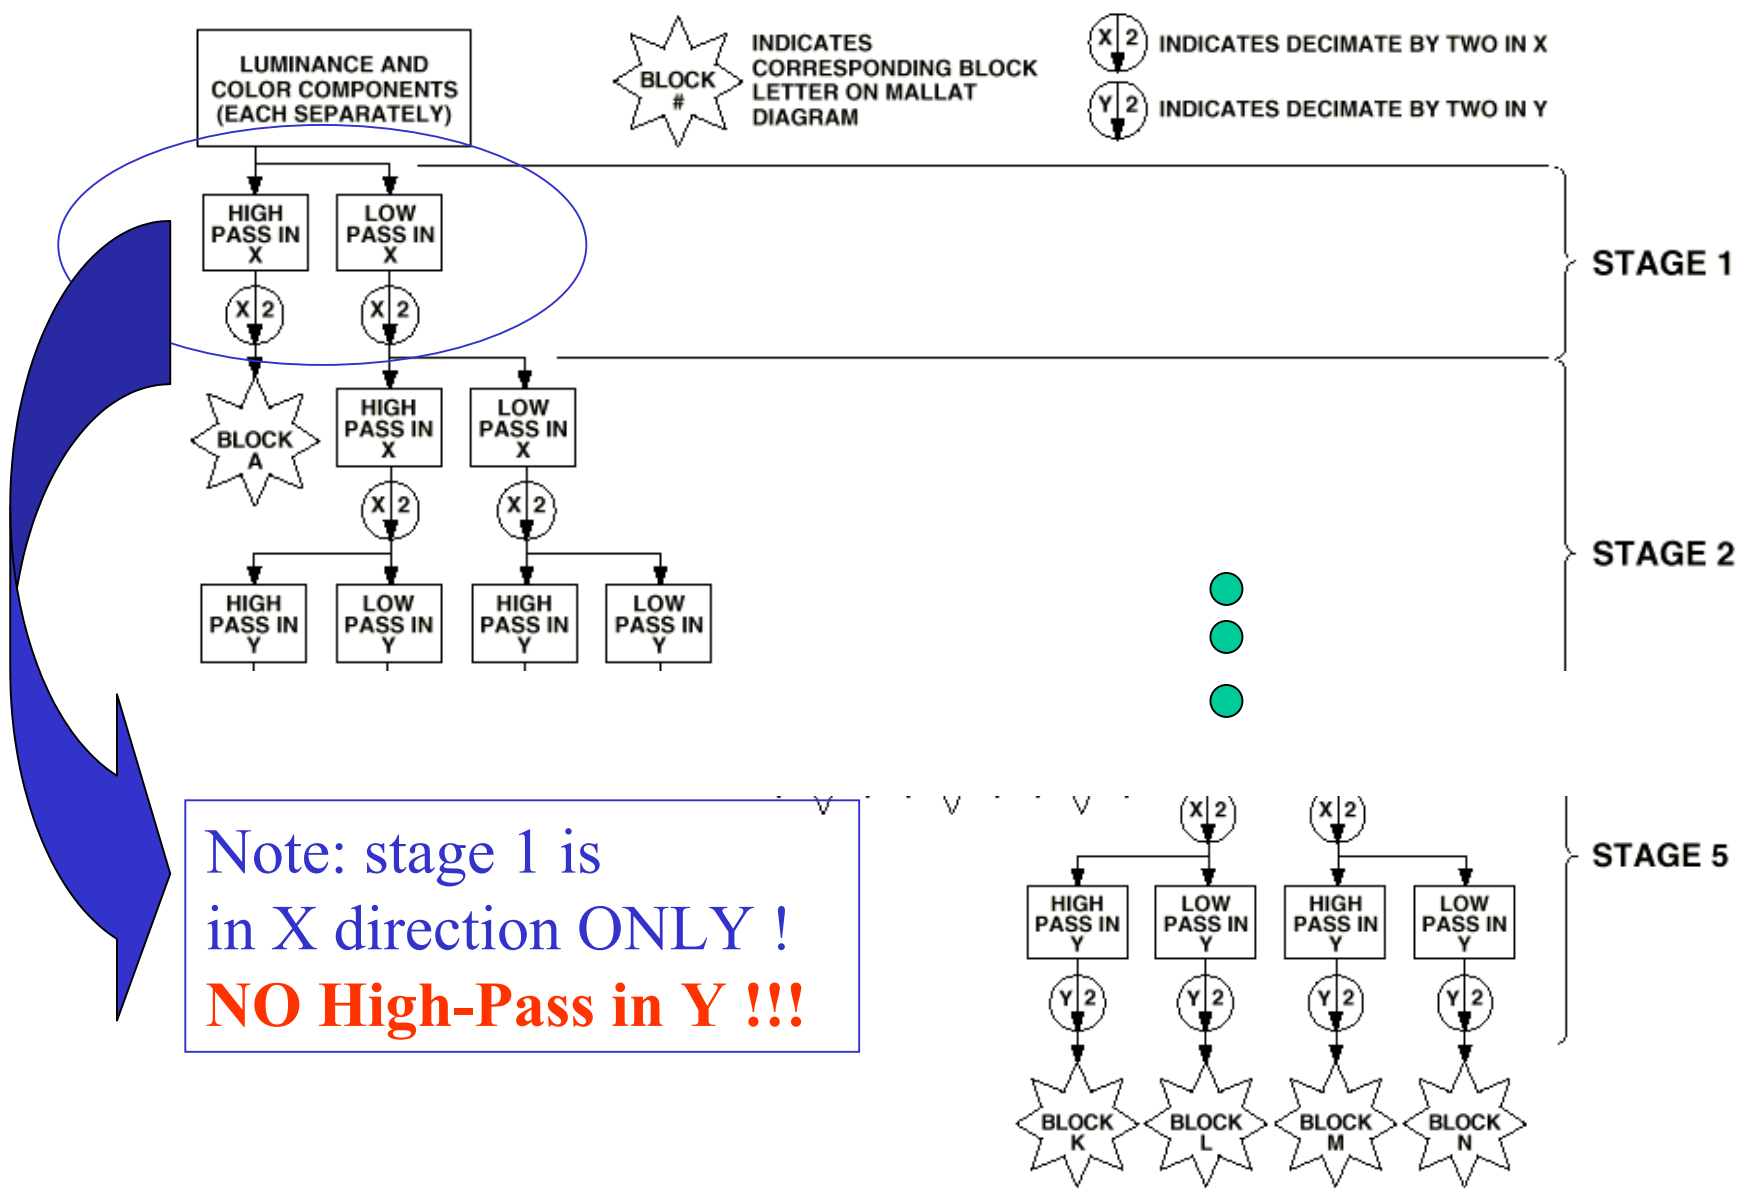 LUMINANCE AND
COLOR COMPONENTS
(EACH SEPARATELY)
BLOCK
#
INDICATES
CORRESPONDING BLOCK
LETTER ON MALLAT
DIAGRAM
X 2
INDICATES DECIMATE BY TWO IN X
Y 2
INDICATES DECIMATE BY TWO IN Y
HIGH
PASS IN
X
LOW
PASS IN
X
STAGE 1
X 2
X 2
BLOCK
A
HIGH
PASS IN
X
LOW
PASS IN
X
X 2
X 2
STAGE 2
HIGH
PASS IN
Y
LOW
PASS IN
Y
HIGH
PASS IN
Y
LOW
PASS IN
Y
Note: stage 1 is
in X direction ONLY !
NO High-Pass in Y !!!
X 2
X 2
STAGE 5
HIGH
PASS IN
Y
LOW
PASS IN
Y
HIGH
PASS IN
Y
LOW
PASS IN
Y
Y 2
Y 2
Y 2
Y 2
BLOCK
K
BLOCK
L
BLOCK
M
BLOCK
N